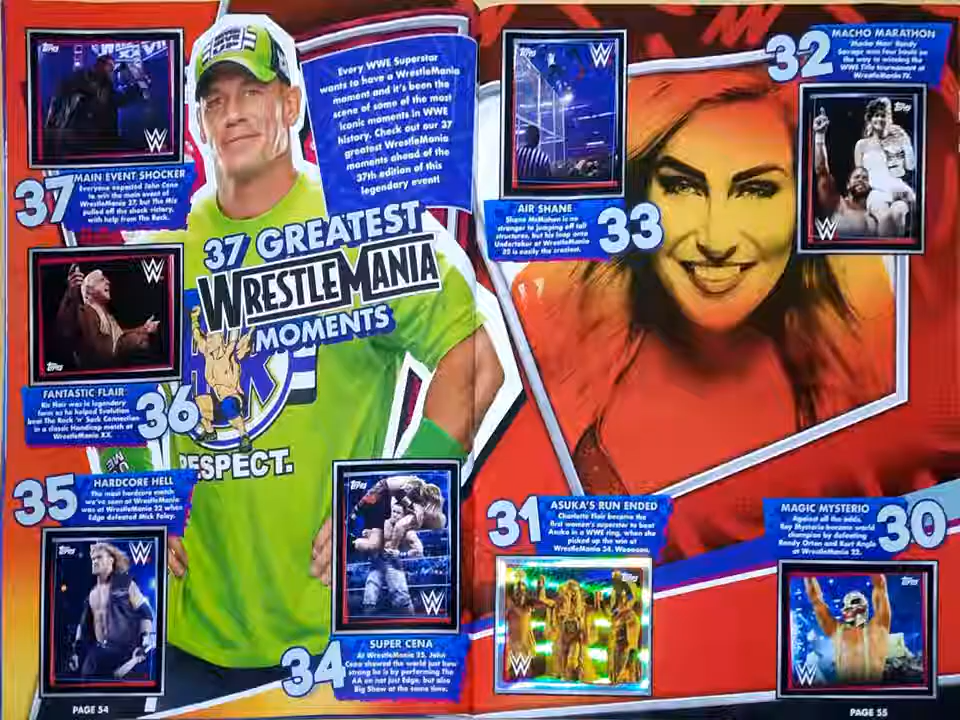 Every WWE Superstar
wants to have a WrestleMania
moment and it's been the
scene of some of the most
iconic moments in WWE
history. Check out our 37
greatest WrestleMania
moments ahead of the
37th edition of this
legendary event!
37 GREATEST
WRESTLEMANIA
MOMENTS
RESPECT.
37
MAIN EVENT SHOCKER
Everyone expected John Cena
to win the main event of
WrestleMania 27, but The Miz
pulled off the shock victory,
with help from The Rock.
36
FANTASTIC FLAIR
Ric Flair was in legendary
form as he helped Evolution
beat The Rock 'n' Sock Connection
in a classic Handicap match at
WrestleMania XX.
35
HARDCORE HELL
The most hardcore match
we've seen at WrestleMania
was at WrestleMania 22 when
Edge defeated Mick Foley.
34
SUPER CENA
At WrestleMania 25, John
Cena showed the world just how
strong he is by performing The
AA on not just Edge, but also
Big Show at the same time.
PAGE 54
33
AIR SHANE
Shane McMahon is no
stranger to jumping off tall
structures, but his leap onto
Undertaker at WrestleMania
32 is easily the craziest.
32
MACHO MARATHON
'Macho Man' Randy
Savage won four bouts on
the way to winning the
WWE Title tournament at
WrestleMania IV.
31
ASUKA'S RUN ENDED
Charlotte Flair became the
first women's superstar to beat
Asuka in a WWE ring, when she
picked up the win at
WrestleMania 34. Wooooo.
30
MAGIC MYSTERIO
Against all the odds,
Rey Mysterio became world
champion by defeating
Randy Orton and Kurt Angle
at WrestleMania 22.
PAGE 55